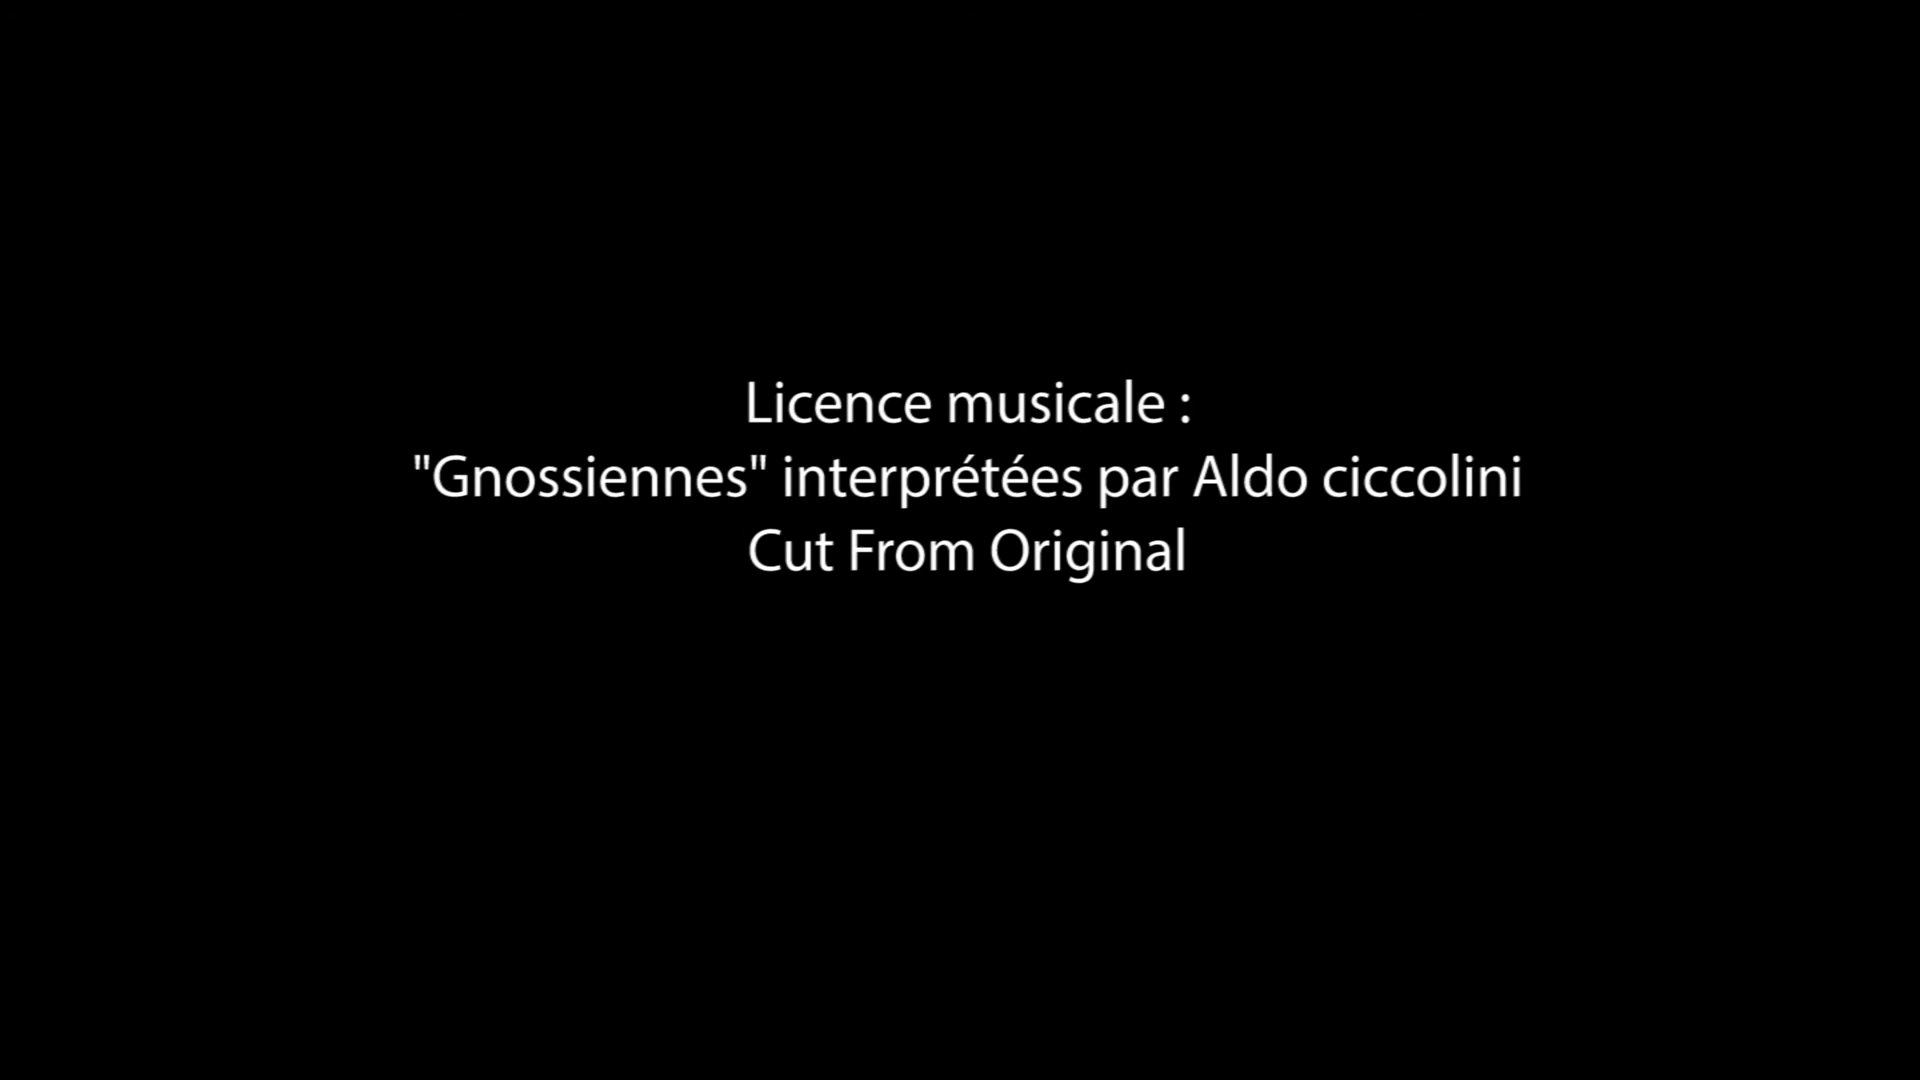 Licence musicale :
"Gnossiennes" interprétées par Aldo ciccolini
Cut From Original